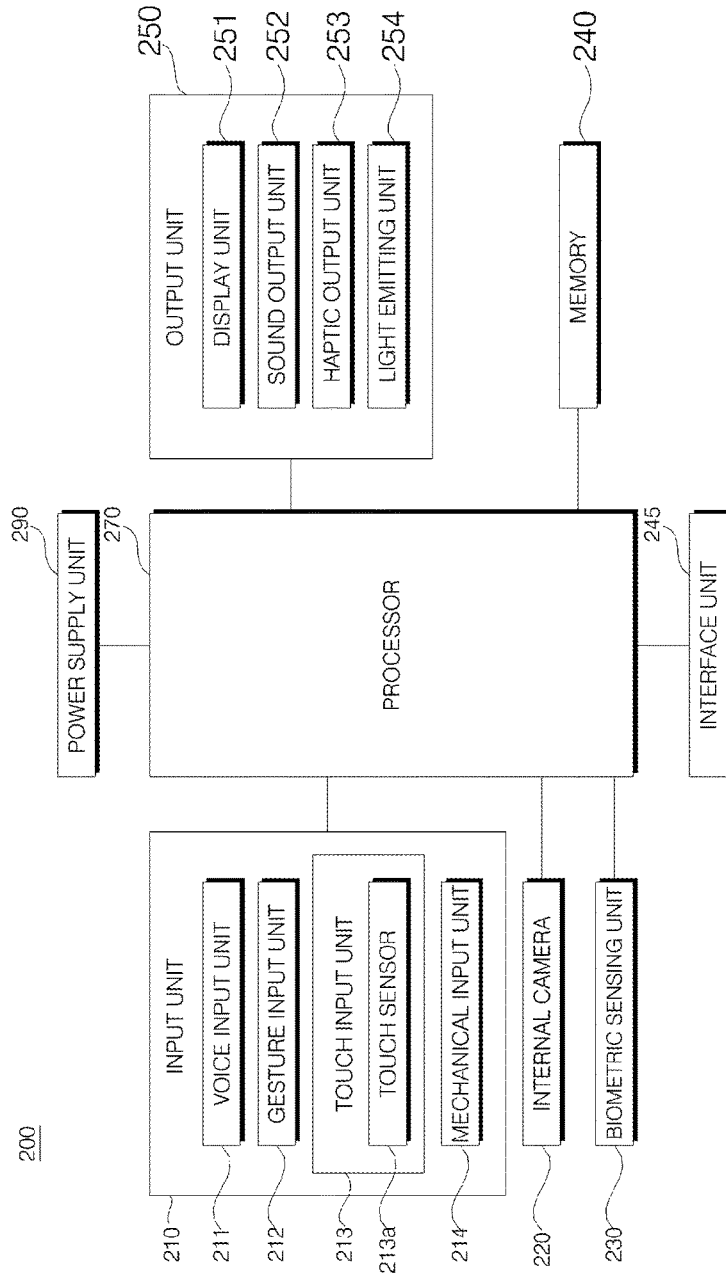 200
210
INPUT UNIT
211
VOICE INPUT UNIT
212
GESTURE INPUT UNIT
213
TOUCH INPUT UNIT
213a
TOUCH SENSOR
214
MECHANICAL INPUT UNIT
220
INTERNAL CAMERA
230
BIOMETRIC SENSING UNIT
POWER SUPPLY UNIT
290
270
PROCESSOR
245
INTERFACE UNIT
250
OUTPUT UNIT
DISPLAY UNIT
251
SOUND OUTPUT UNIT
252
HAPTIC OUTPUT UNIT
253
LIGHT EMITTING UNIT
254
MEMORY
240